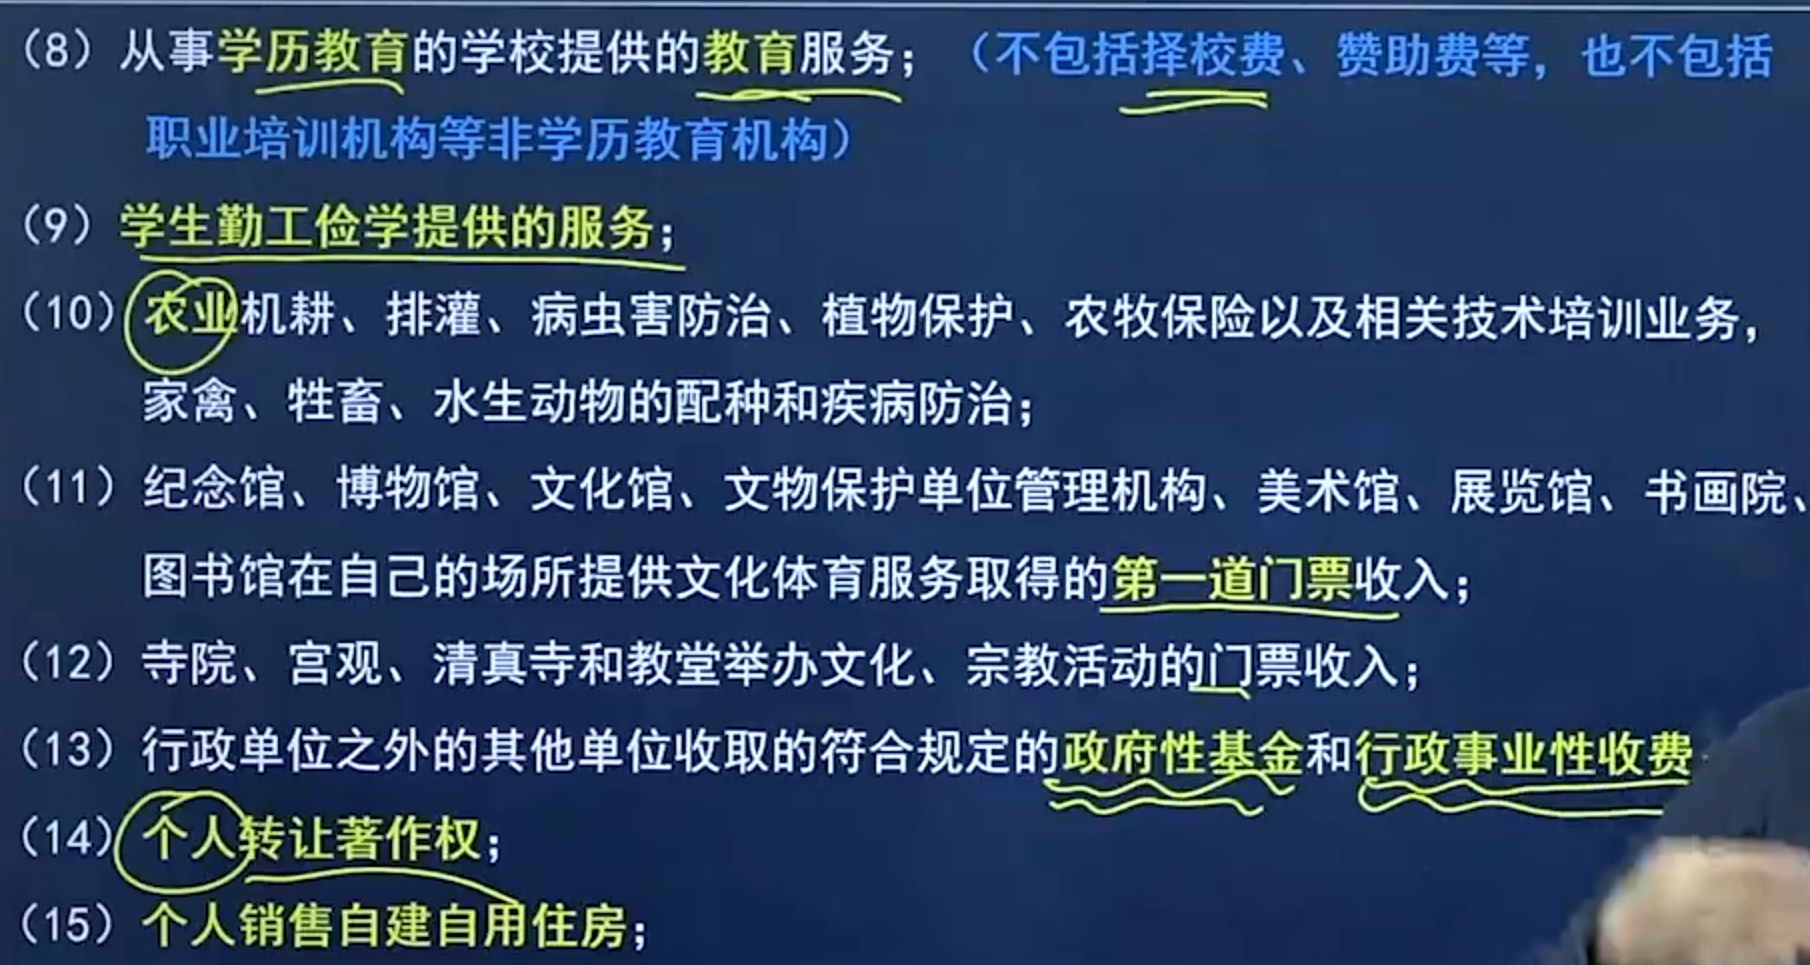 （8）从事学历教育的学校提供的教育服务；（不包括择校费、赞助费等，也不包括
职业培训机构等非学历教育机构）
（9）学生勤工俭学提供的服务；
（10）农业机耕、排灌、病虫害防治、植物保护、农牧保险以及相关技术培训业务，
家禽、牲畜、水生动物的配种和疾病防治；
（11）纪念馆、博物馆、文化馆、文物保护单位管理机构、美术馆、展览馆、书画院、
图书馆在自己的场所提供文化体育服务取得的第一道门票收入；
（12）寺院、宫观、清真寺和教堂举办文化、宗教活动的门票收入；
（13）行政单位之外的其他单位收取的符合规定的政府性基金和行政事业性收费
（14）个人转让著作权；
（15）个人销售自建自用住房；